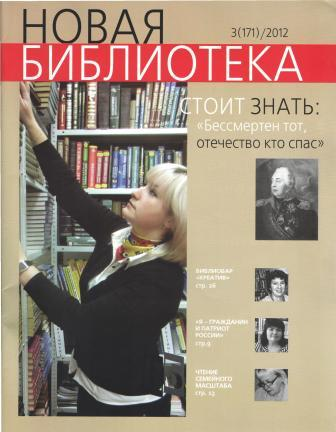 НОВАЯ
3(171)/2012
БИБЛИОТЕКА
СТОИТ ЗНАТЬ:
«Бессмертен тот,
отечество кто спас»
БИБЛИОБАР
«КРЕАТИВ»
стр. 26
«Я – ГРАЖДАНИН
И ПАТРИОТ
РОССИИ»
стр.9
ЧТЕНИЕ
СЕМЕЙНОГО
МАСШТАБА
стр. 13